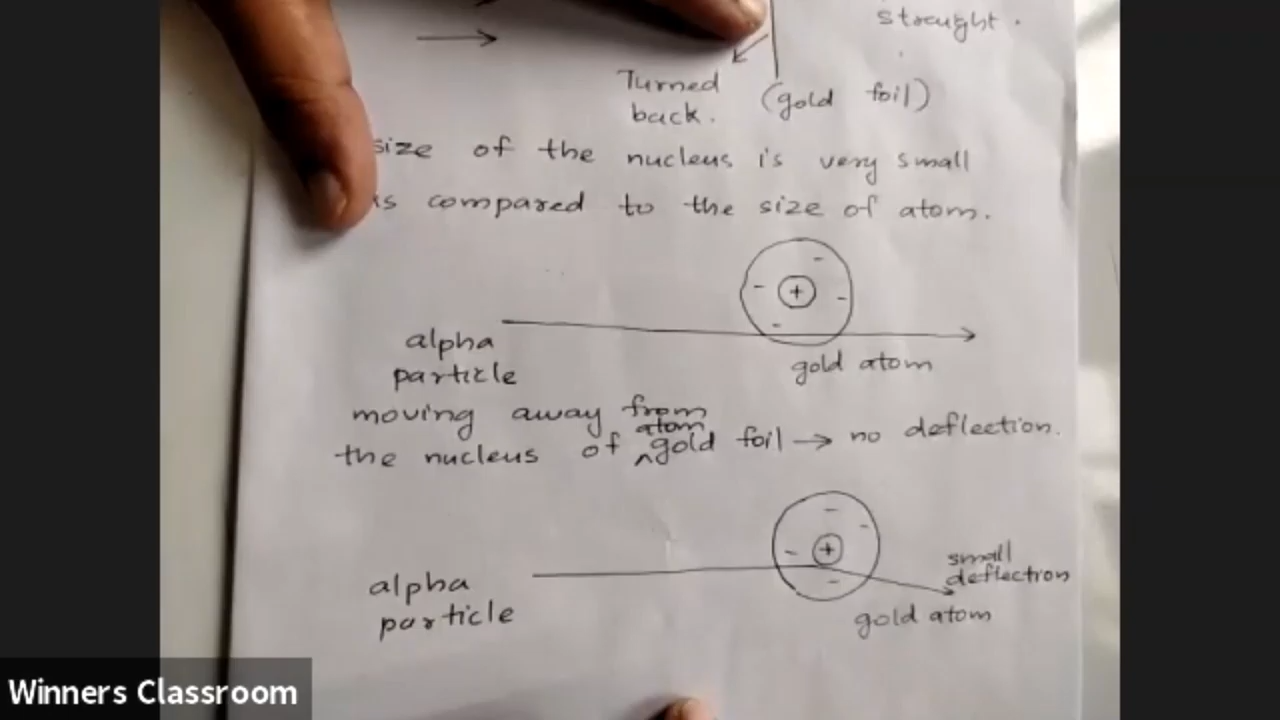 straught.
Turned
back.
(gold foil)
size of the nucleus is very small
as compared to the size of atom.
-
- + -
-
alpha
particle
gold atom
moving away from
atom
the nucleus of ^gold foil → no deflection.
-
-
- +
-
small
deflection
alpha
particle
gold atom
Winners Classroom